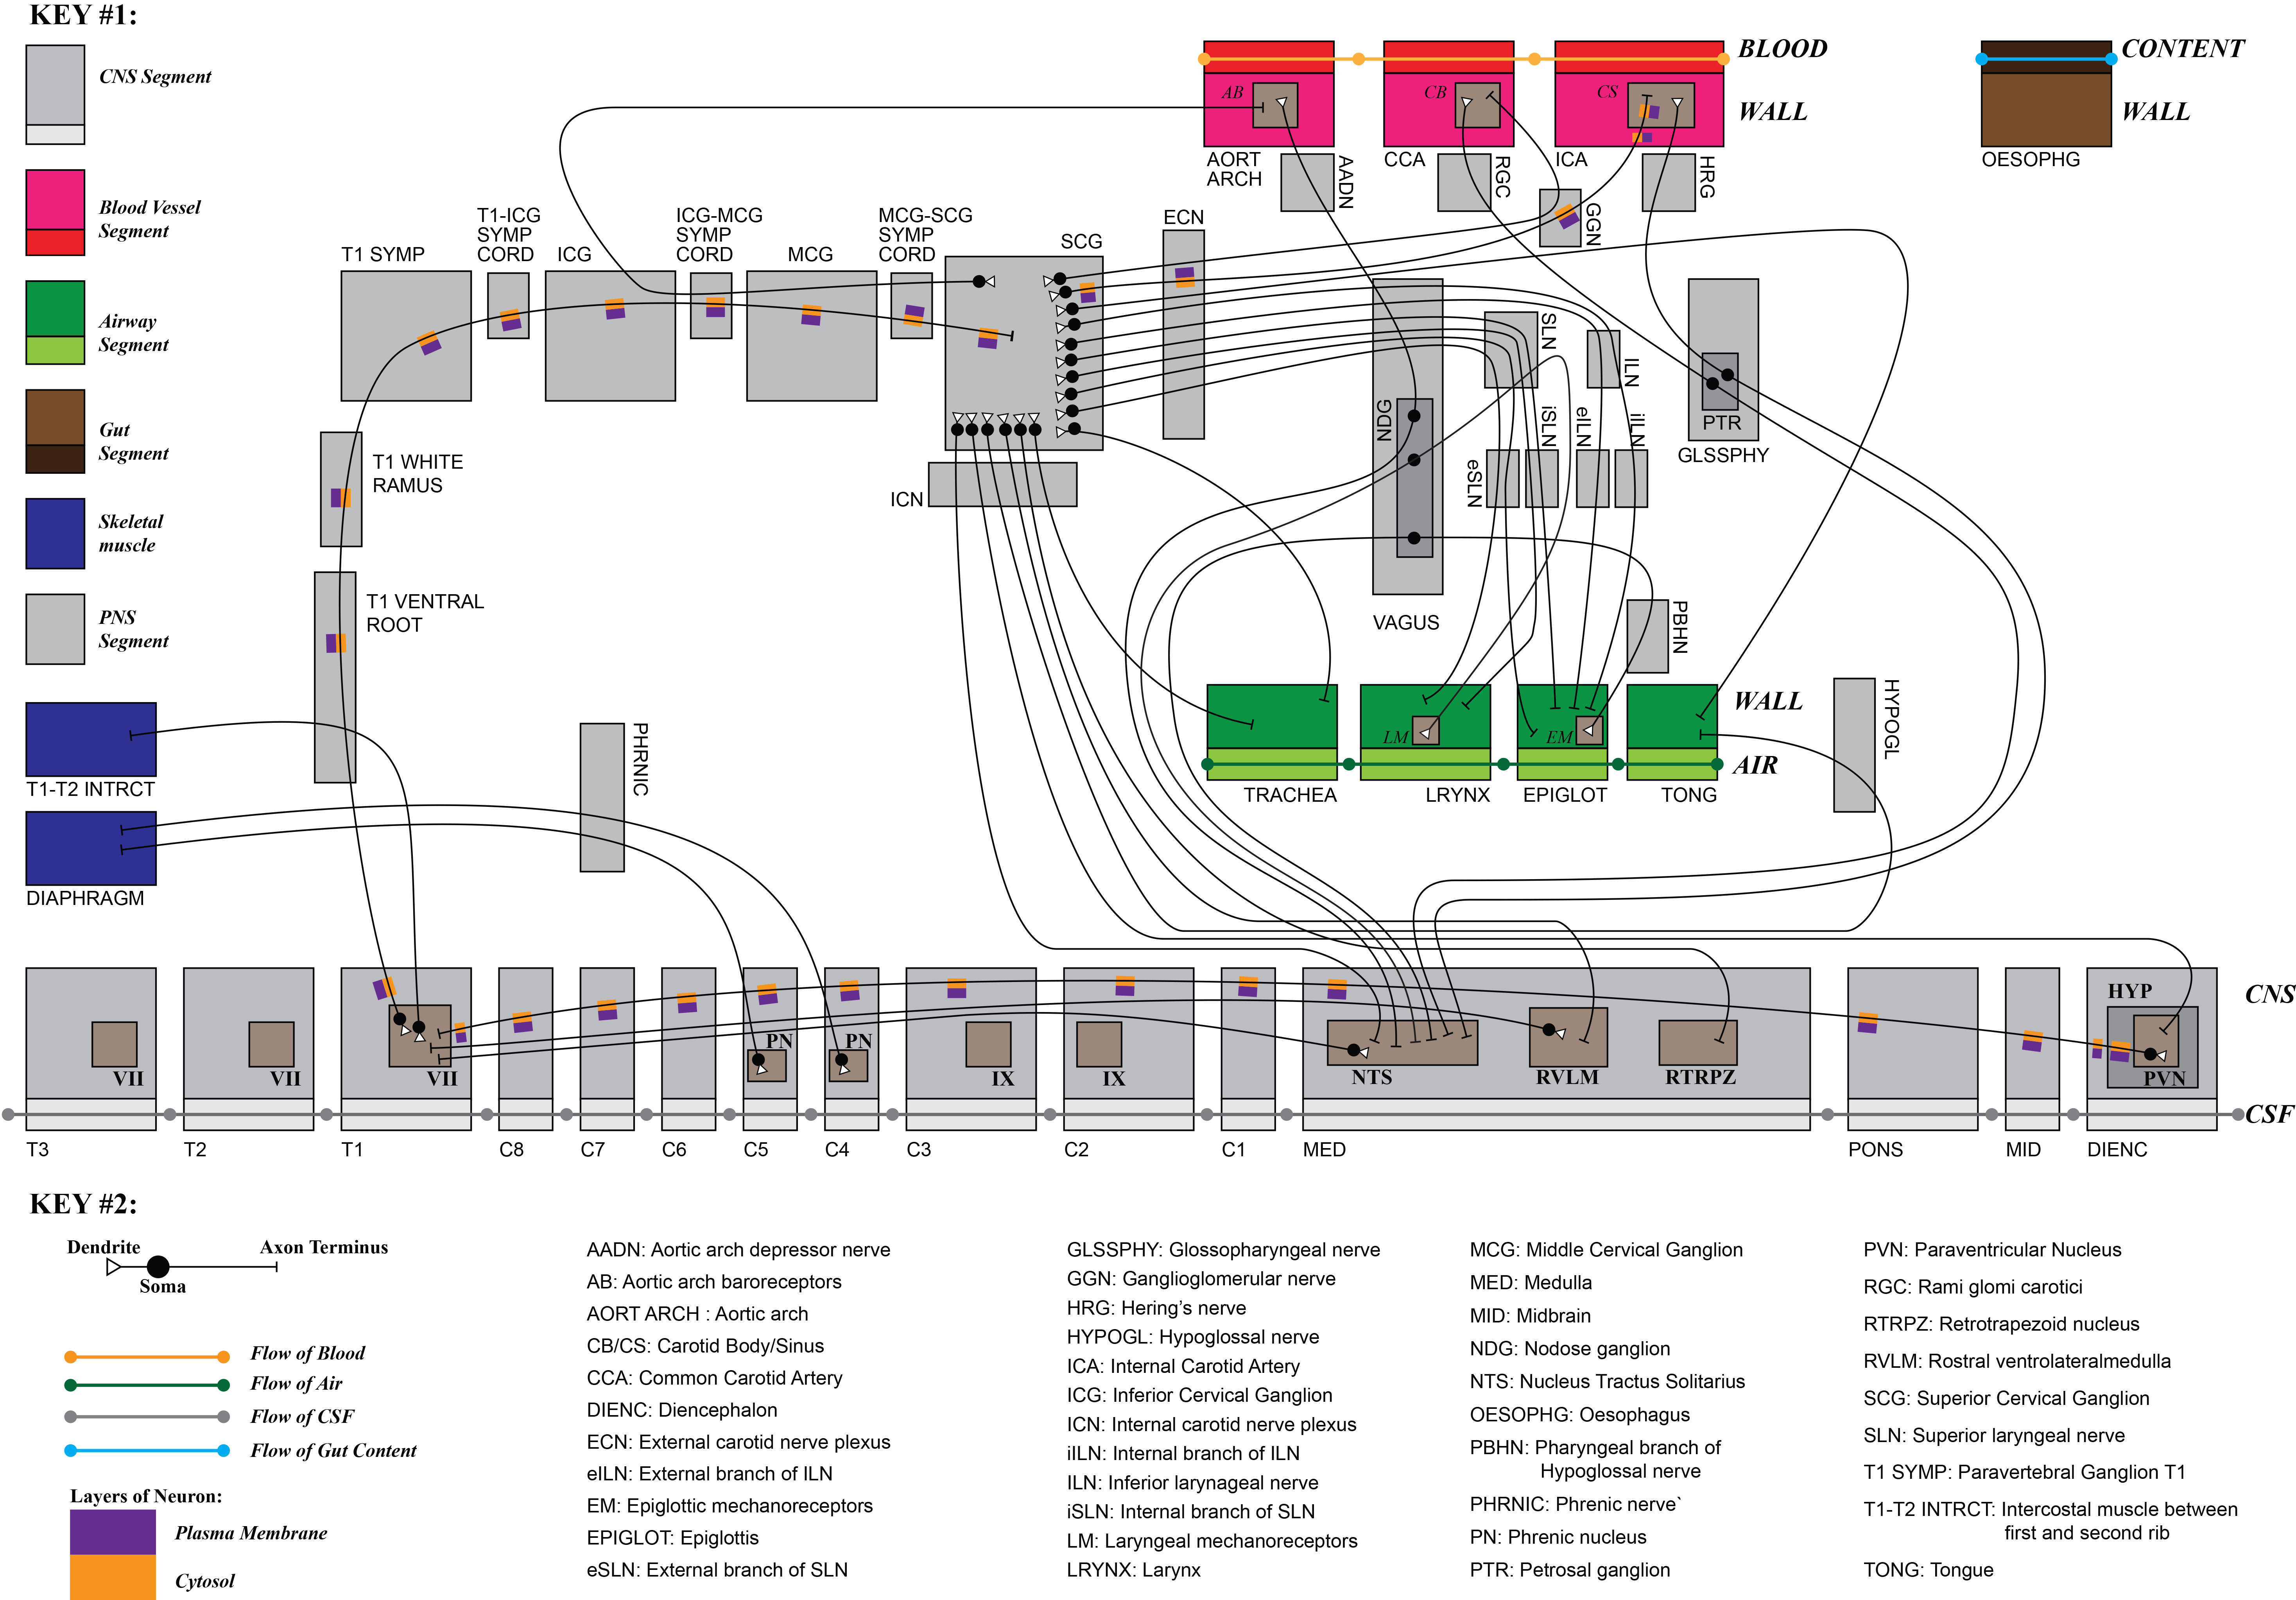 KEY #1:
CNS Segment
Blood Vessel
Segment
Airway
Segment
Gut
Segment
Skeletal
muscle
PNS
Segment
BLOOD
WALL
AB
CB
CS
AORT
ARCH
CCA
ICA
AADN
RGC
HRG
GGN
CONTENT
WALL
OESOPHG
T1 SYMP
T1-ICG
SYMP
CORD
ICG
ICG-MCG
SYMP
CORD
MCG
MCG-SCG
SYMP
CORD
SCG
ECN
ICN
T1 WHITE
RAMUS
T1 VENTRAL
ROOT
NDG
VAGUS
SLN
ILN
iSLN
eILN
iILN
eSLN
PTR
GLSSPHY
PBHN
HYPOGL
PHRNIC
T1-T2 INTRCT
DIAPHRAGM
LM
EM
WALL
AIR
TRACHEA
LRYNX
EPIGLOT
TONG
VII
VII
VII
PN
PN
IX
IX
NTS
RVLM
RTRPZ
HYP
PVN
CNS
CSF
T3
T2
T1
C8
C7
C6
C5
C4
C3
C2
C1
MED
PONS
MID
DIENC
KEY #2:
Dendrite
Axon Terminus
Soma
Flow of Blood
Flow of Air
Flow of CSF
Flow of Gut Content
Layers of Neuron:
Plasma Membrane
Cytosol
AADN: Aortic arch depressor nerve
AB: Aortic arch baroreceptors
AORT ARCH : Aortic arch
CB/CS: Carotid Body/Sinus
CCA: Common Carotid Artery
DIENC: Diencephalon
ECN: External carotid nerve plexus
eILN: External branch of ILN
EM: Epiglottic mechanoreceptors
EPIGLOT: Epiglottis
eSLN: External branch of SLN
GLSSPHY: Glossopharyngeal nerve
GGN: Ganglioglomerular nerve
HRG: Hering's nerve
HYPOGL: Hypoglossal nerve
ICA: Internal Carotid Artery
ICG: Inferior Cervical Ganglion
ICN: Internal carotid nerve plexus
iILN: Internal branch of ILN
ILN: Inferior larynageal nerve
iSLN: Internal branch of SLN
LM: Laryngeal mechanoreceptors
LRYNX: Larynx
MCG: Middle Cervical Ganglion
MED: Medulla
MID: Midbrain
NDG: Nodose ganglion
NTS: Nucleus Tractus Solitarius
OESOPHG: Oesophagus
PBHN: Pharyngeal branch of
Hypoglossal nerve
PHRNIC: Phrenic nerve`
PN: Phrenic nucleus
PTR: Petrosal ganglion
PVN: Paraventricular Nucleus
RGC: Rami glomi carotici
RTRPZ: Retrotrapezoid nucleus
RVLM: Rostral ventrolateralmedulla
SCG: Superior Cervical Ganglion
SLN: Superior laryngeal nerve
T1 SYMP: Paravertebral Ganglion T1
T1-T2 INTRCT: Intercostal muscle between
first and second rib
TONG: Tongue